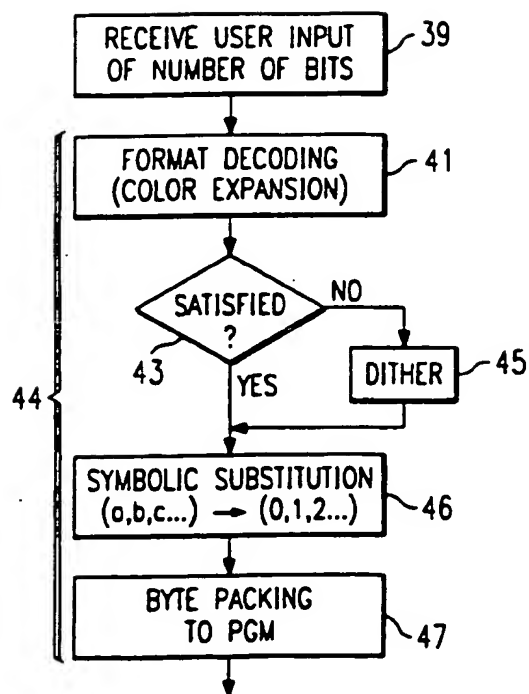 RECEIVE USER INPUT
OF NUMBER OF BITS
39
FORMAT DECODING
(COLOR EXPANSION)
41
SATISFIED
?
NO
43
YES
DITHER
45
44
SYMBOLIC SUBSTITUTION
(a,b,c...) → (0,1,2...)
46
BYTE PACKING
TO PGM
47